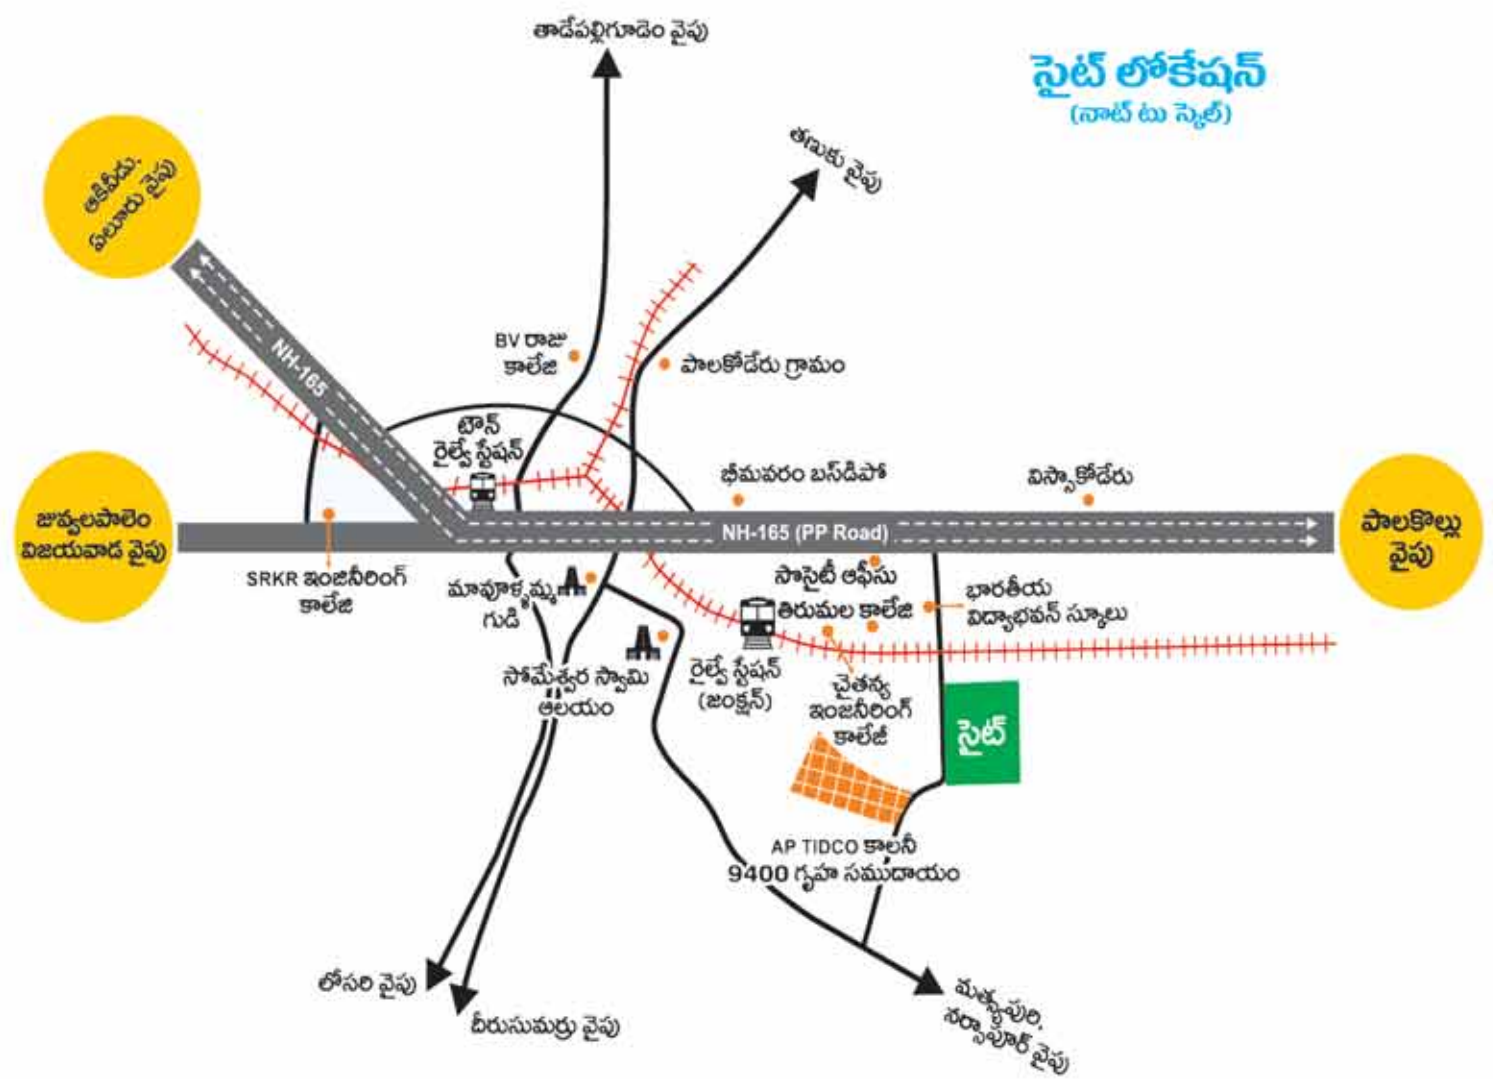 తాడేపల్లిగూడెం వైపు
సైట్ లోకేషన్
(నాట్ టు స్కేల్)
తణుకు వైపు
ఆకివీడు.
ఏలూరు వైపు
NH-165
BV రాజు
కాలేజి
పాలకోడేరు గ్రామం
టౌన్
రైల్వే స్టేషన్
భీమవరం బస్‌డిపో
విస్సాకోడేరు
జువ్వలపాలెం
విజయవాడ వైపు
NH-165 (PP Road)
పాలకొల్లు
వైపు
SRKR ఇంజినీరింగ్
కాలేజి
మావూళ్ళమ్మ
గుడి
సొసైటీ ఆఫీసు
తిరుమల కాలేజి
భారతీయ
విద్యాభవన్ స్కూలు
సోమేశ్వర స్వామి
ఆలయం
రైల్వే స్టేషన్
(జంక్షన్)
చైతన్య
ఇంజనీరింగ్
కాలేజీ
సైట్
AP TIDCO కాలనీ
9400 గృహ సముదాయం
లోసరి వైపు
దిరుసుమర్రు వైపు
మత్స్యపురి.
నర్సాపూర్ వైపు